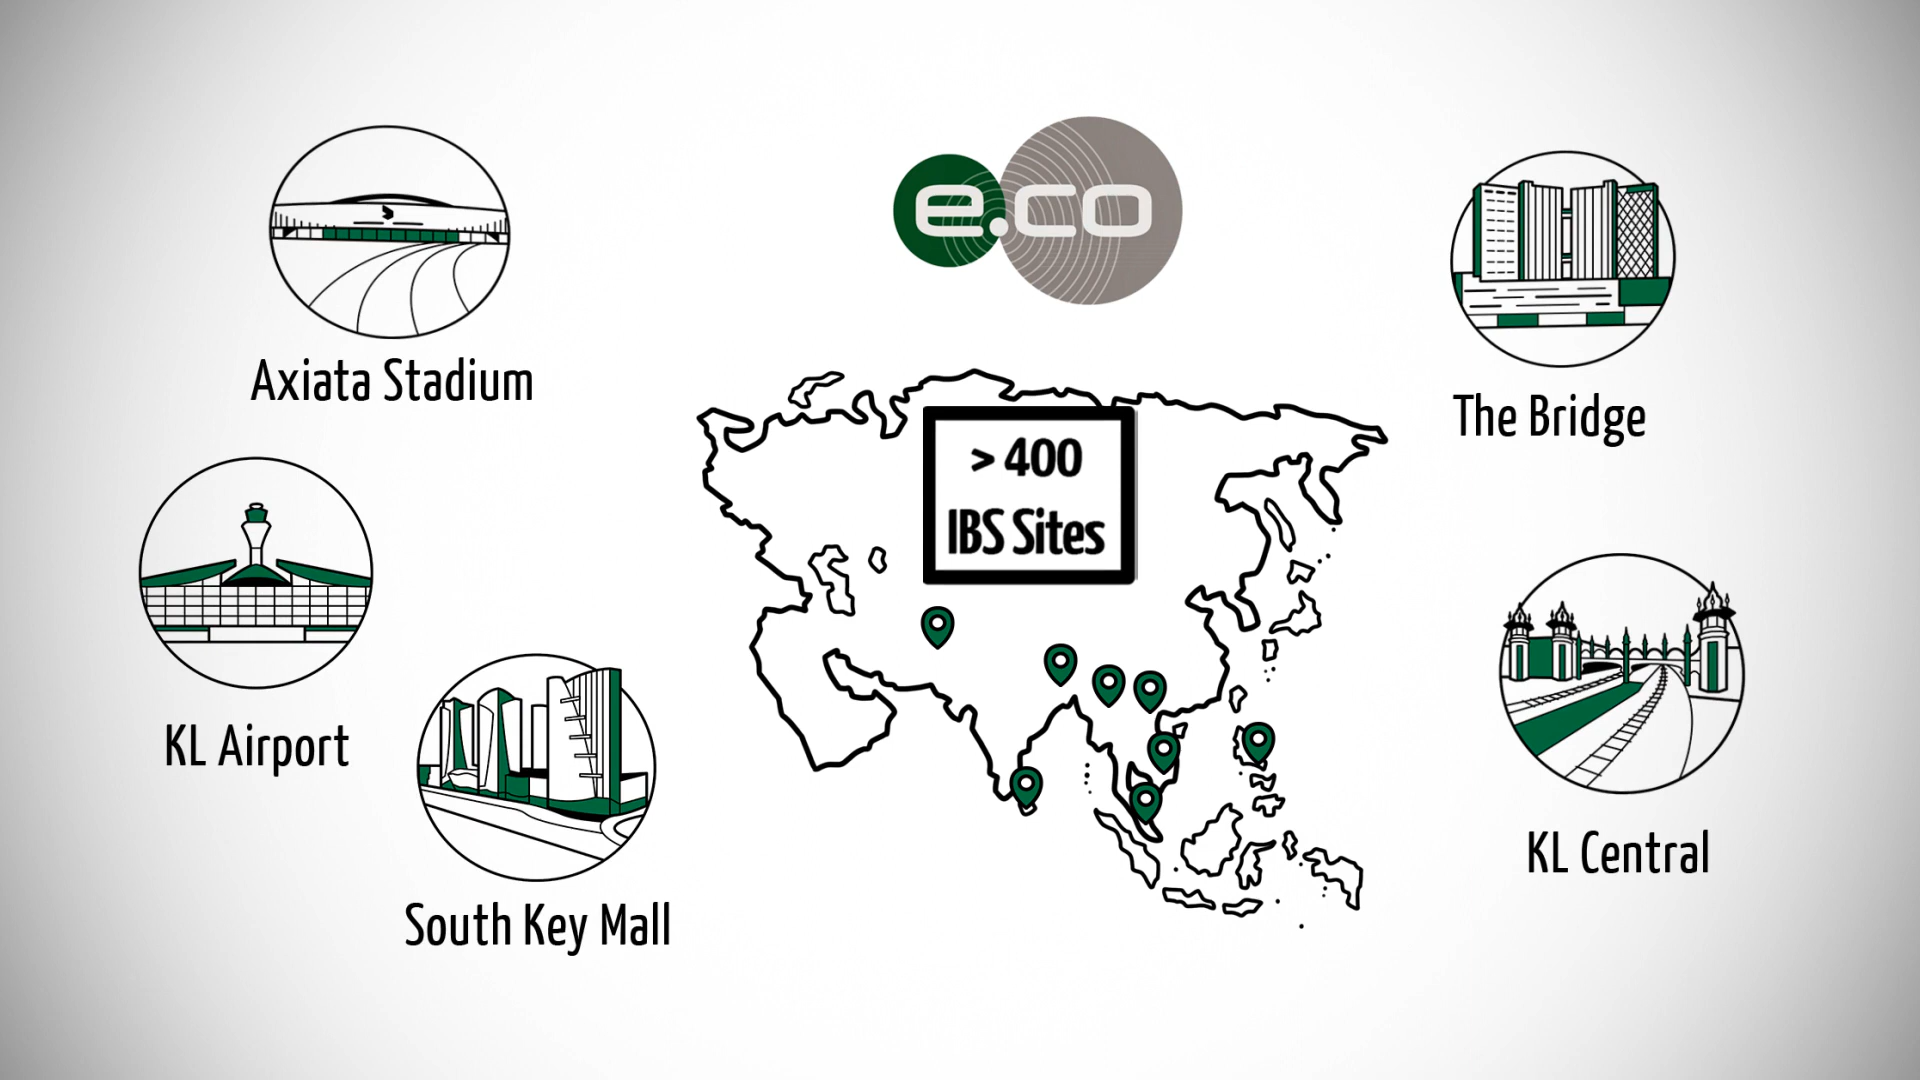 e.co
Axiata Stadium
The Bridge
> 400
IBS Sites
KL Airport
KL Central
South Key Mall